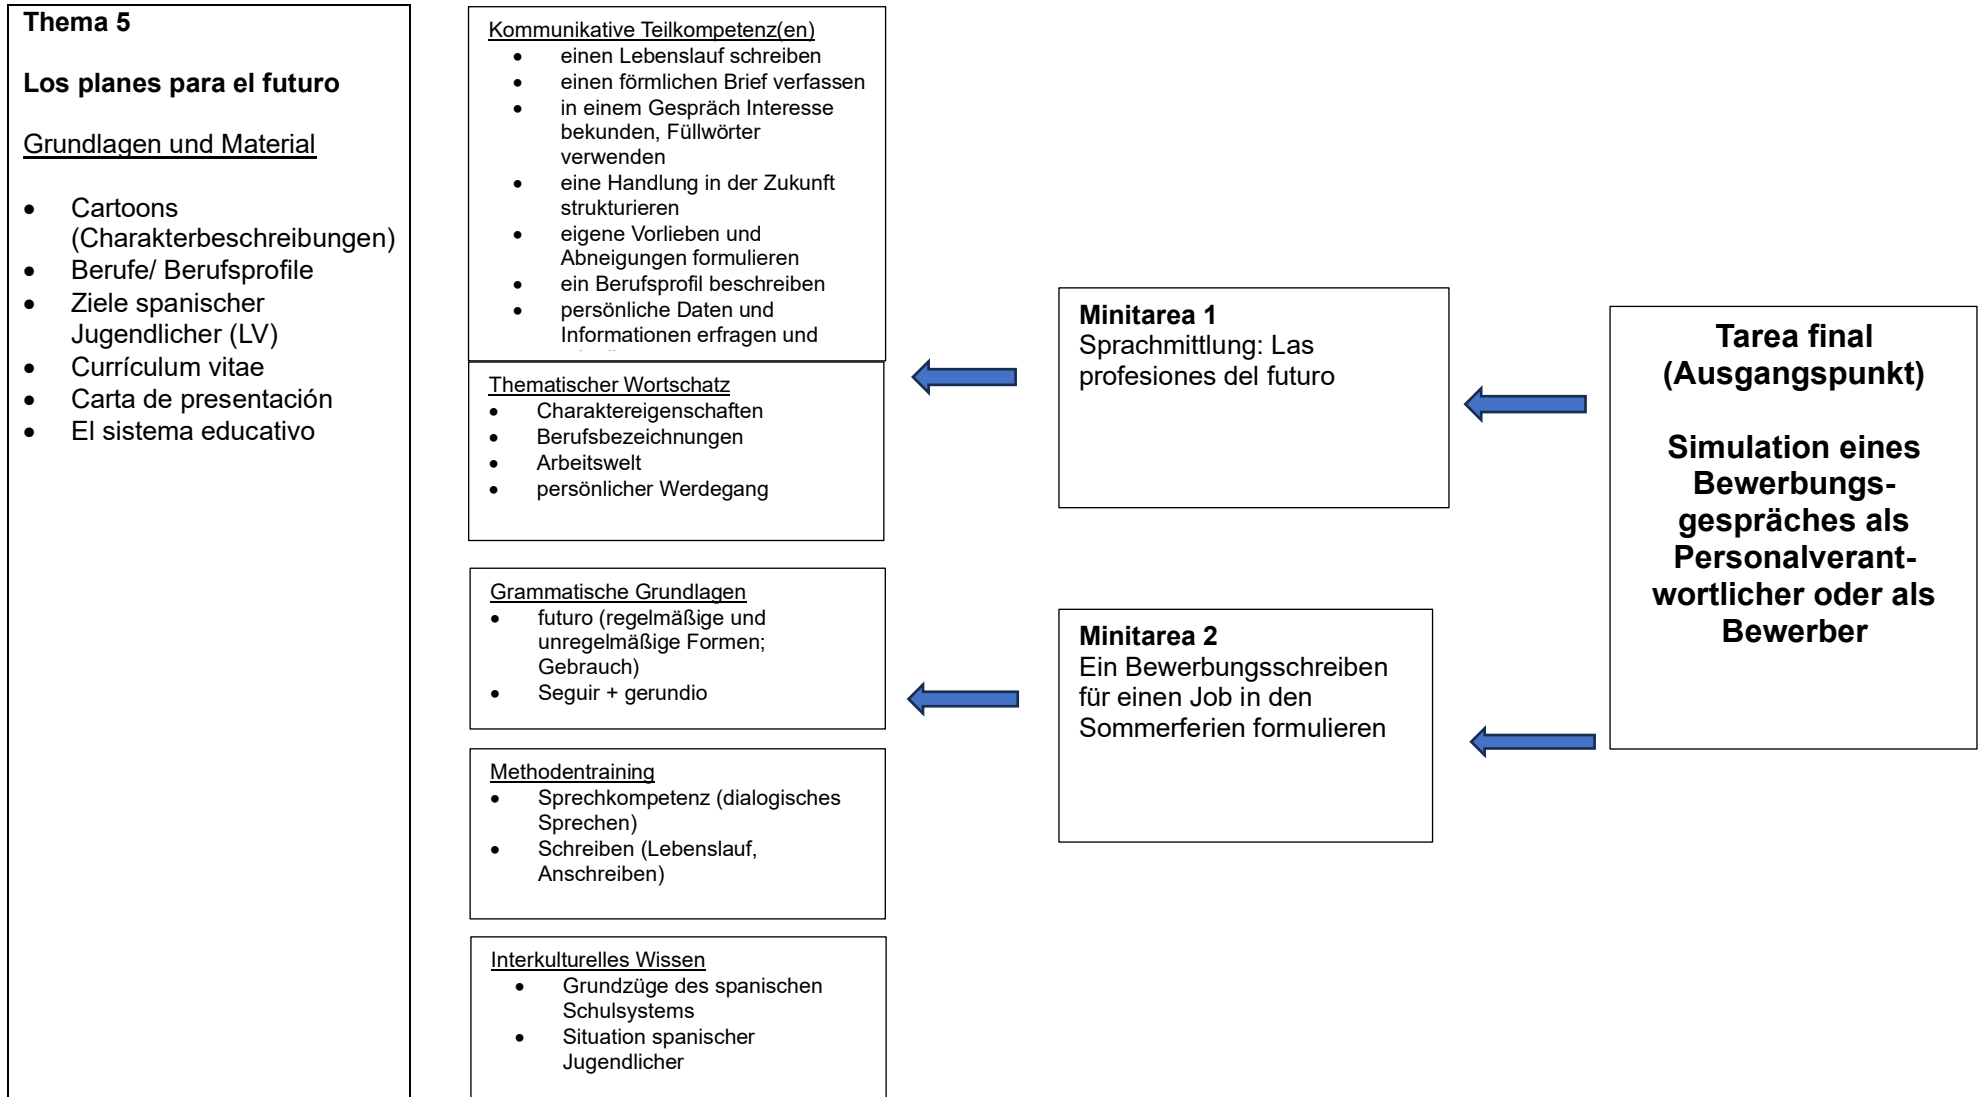 Thema 5
Los planes para el futuro
Grundlagen und Material
• Cartoons
(Charakterbeschreibungen)
• Berufe/ Berufsprofile
• Ziele spanischer
Jugendlicher (LV)
• Currículum vitae
• Carta de presentación
• El sistema educativo
Kommunikative Teilkompetenz(en)
• einen Lebenslauf schreiben
• einen förmlichen Brief verfassen
• in einem Gespräch Interesse
bekunden, Füllwörter
verwenden
• eine Handlung in der Zukunft
strukturieren
• eigene Vorlieben und
Abneigungen formulieren
• ein Berufsprofil beschreiben
• persönliche Daten und
Informationen erfragen und
Thematischer Wortschatz
• Charaktereigenschaften
• Berufsbezeichnungen
• Arbeitswelt
• persönlicher Werdegang
Grammatische Grundlagen
• futuro (regelmäßige und
unregelmäßige Formen;
Gebrauch)
• Seguir + gerundio
Methodentraining
• Sprechkompetenz (dialogisches
Sprechen)
• Schreiben (Lebenslauf,
Anschreiben)
Interkulturelles Wissen
• Grundzüge des spanischen
Schulsystems
• Situation spanischer
Jugendlicher
Minitarea 1
Sprachmittlung: Las
profesiones del futuro
Minitarea 2
Ein Bewerbungsschreiben
für einen Job in den
Sommerferien formulieren
Tarea final
(Ausgangspunkt)
Simulation eines
Bewerbungs-
gespräches als
Personalverant-
wortlicher oder als
Bewerber